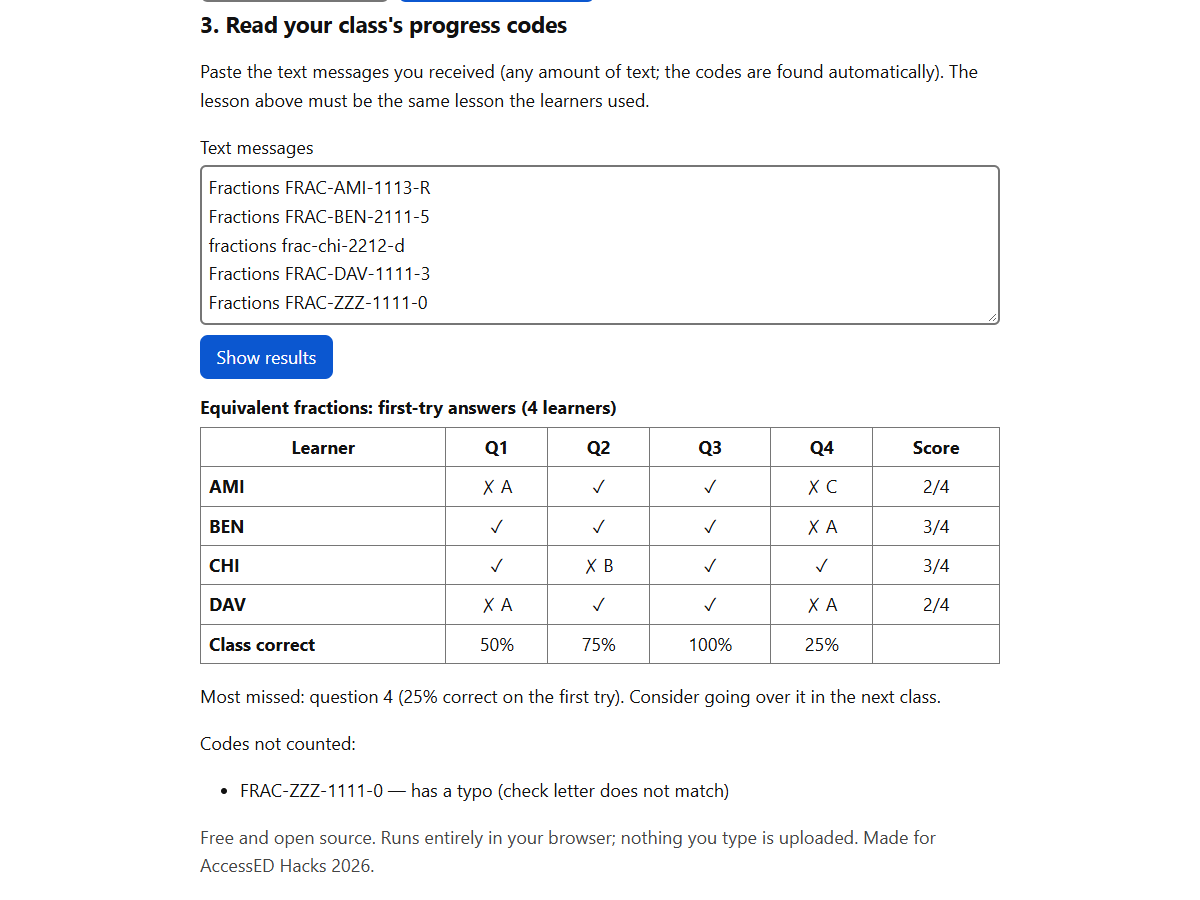 3. Read your class's progress codes
Paste the text messages you received (any amount of text; the codes are found automatically). The
lesson above must be the same lesson the learners used.
Text messages
Fractions FRAC-AMI-1113-R
Fractions FRAC-BEN-2111-5
fractions frac-chi-2212-d
Fractions FRAC-DAV-1111-3
Fractions FRAC-ZZZ-1111-0
Show results
Equivalent fractions: first-try answers (4 learners)
Learner Q1 Q2 Q3 Q4 Score
AMI ✗ A ✓ ✓ ✗ C 2/4
BEN ✓ ✓ ✓ ✗ A 3/4
CHI ✓ ✗ B ✓ ✓ 3/4
DAV ✗ A ✓ ✓ ✗ A 2/4
Class correct 50% 75% 100% 25%
Most missed: question 4 (25% correct on the first try). Consider going over it in the next class.
Codes not counted:
• FRAC-ZZZ-1111-0 — has a typo (check letter does not match)
Free and open source. Runs entirely in your browser; nothing you type is uploaded. Made for
AccessED Hacks 2026.